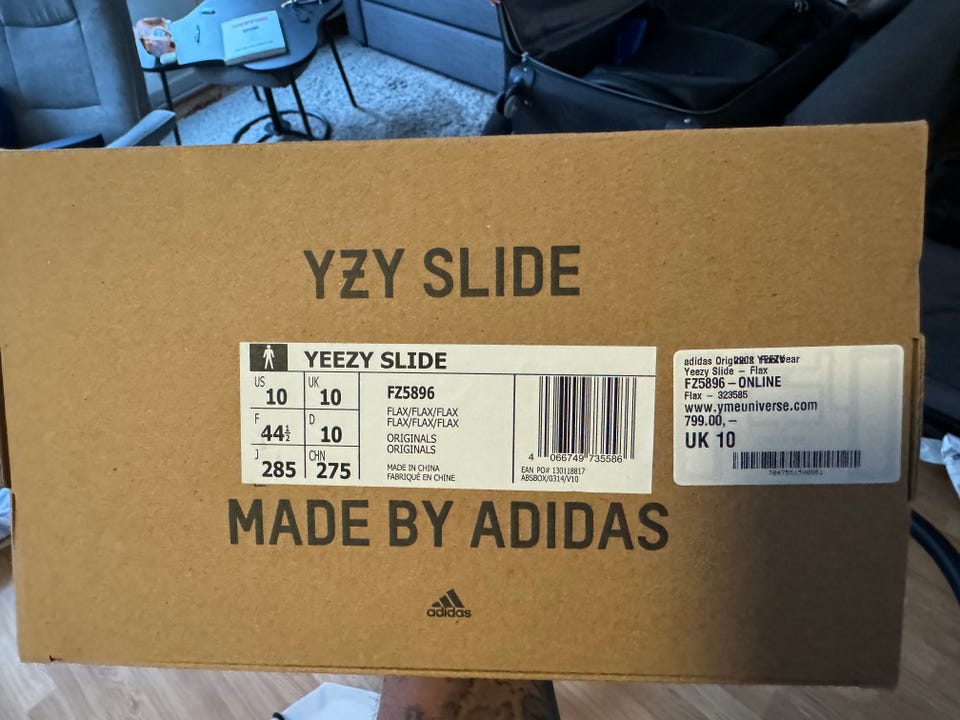 YZY SLIDE
YEEZY SLIDE
US 10
UK 10
F 44½
D 10
J 285
CHN 275
FZ5896
FLAX/FLAX/FLAX
FLAX/FLAX/FLAX
ORIGINALS
ORIGINALS
MADE IN CHINA
FABRIQUÉ EN CHINE
4 066749 735586
EAN PO# 130118817
ABSBOX/0314/V10
adidas
Yeezy Slide - Flax
FZ5896 - ONLINE
Flax - 323585
www.ymeuniverse.com
799.00,-
UK 10
MADE BY ADIDAS
adidas